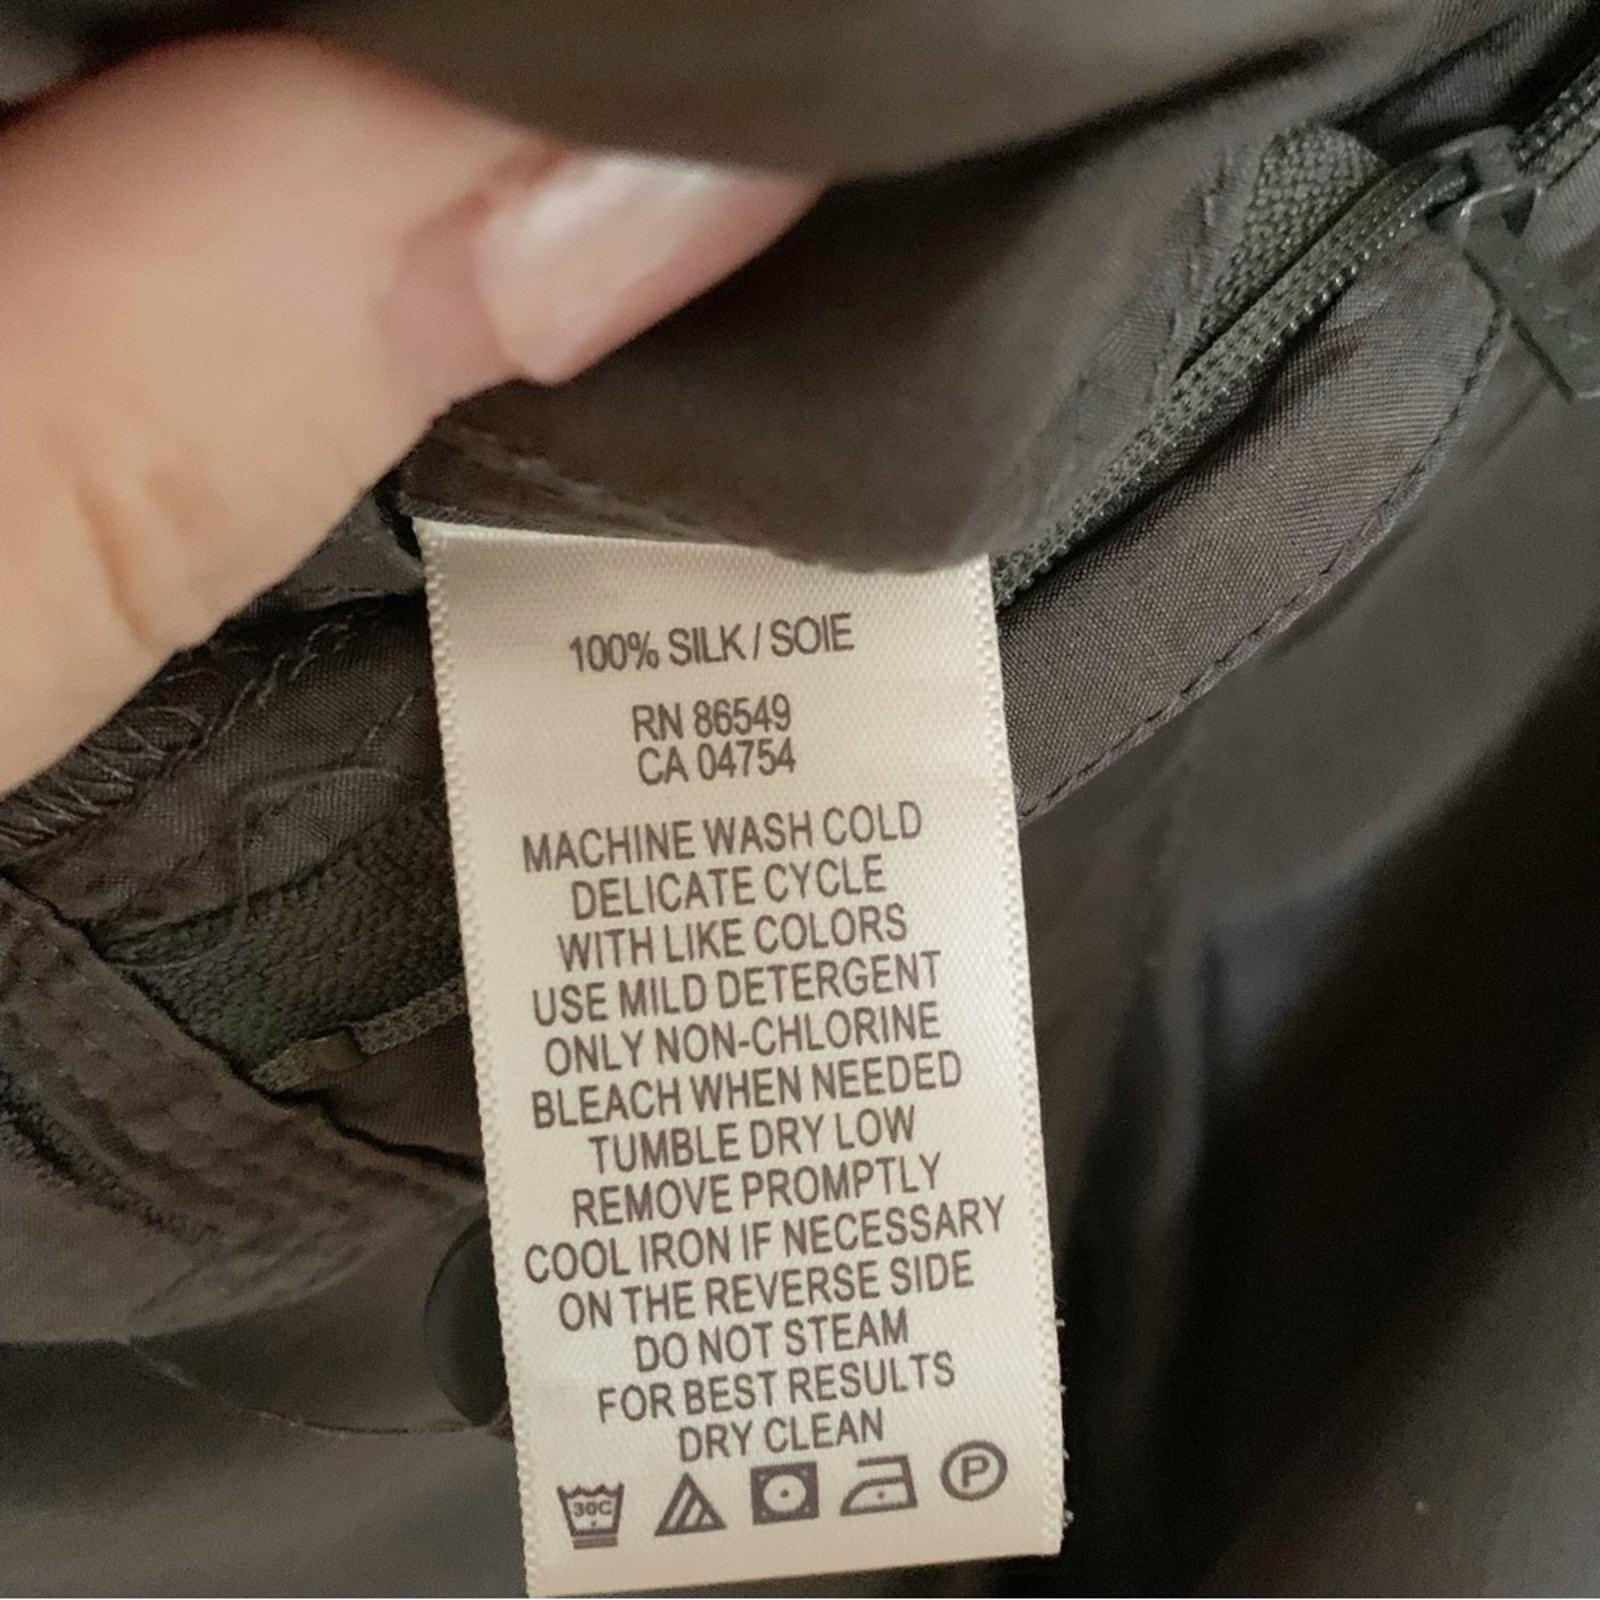 100% SILK / SOIE
RN 86549
CA 04754
MACHINE WASH COLD
DELICATE CYCLE
WITH LIKE COLORS
USE MILD DETERGENT
ONLY NON-CHLORINE
BLEACH WHEN NEEDED
TUMBLE DRY LOW
REMOVE PROMPTLY
COOL IRON IF NECESSARY
ON THE REVERSE SIDE
DO NOT STEAM
FOR BEST RESULTS
DRY CLEAN
30C P